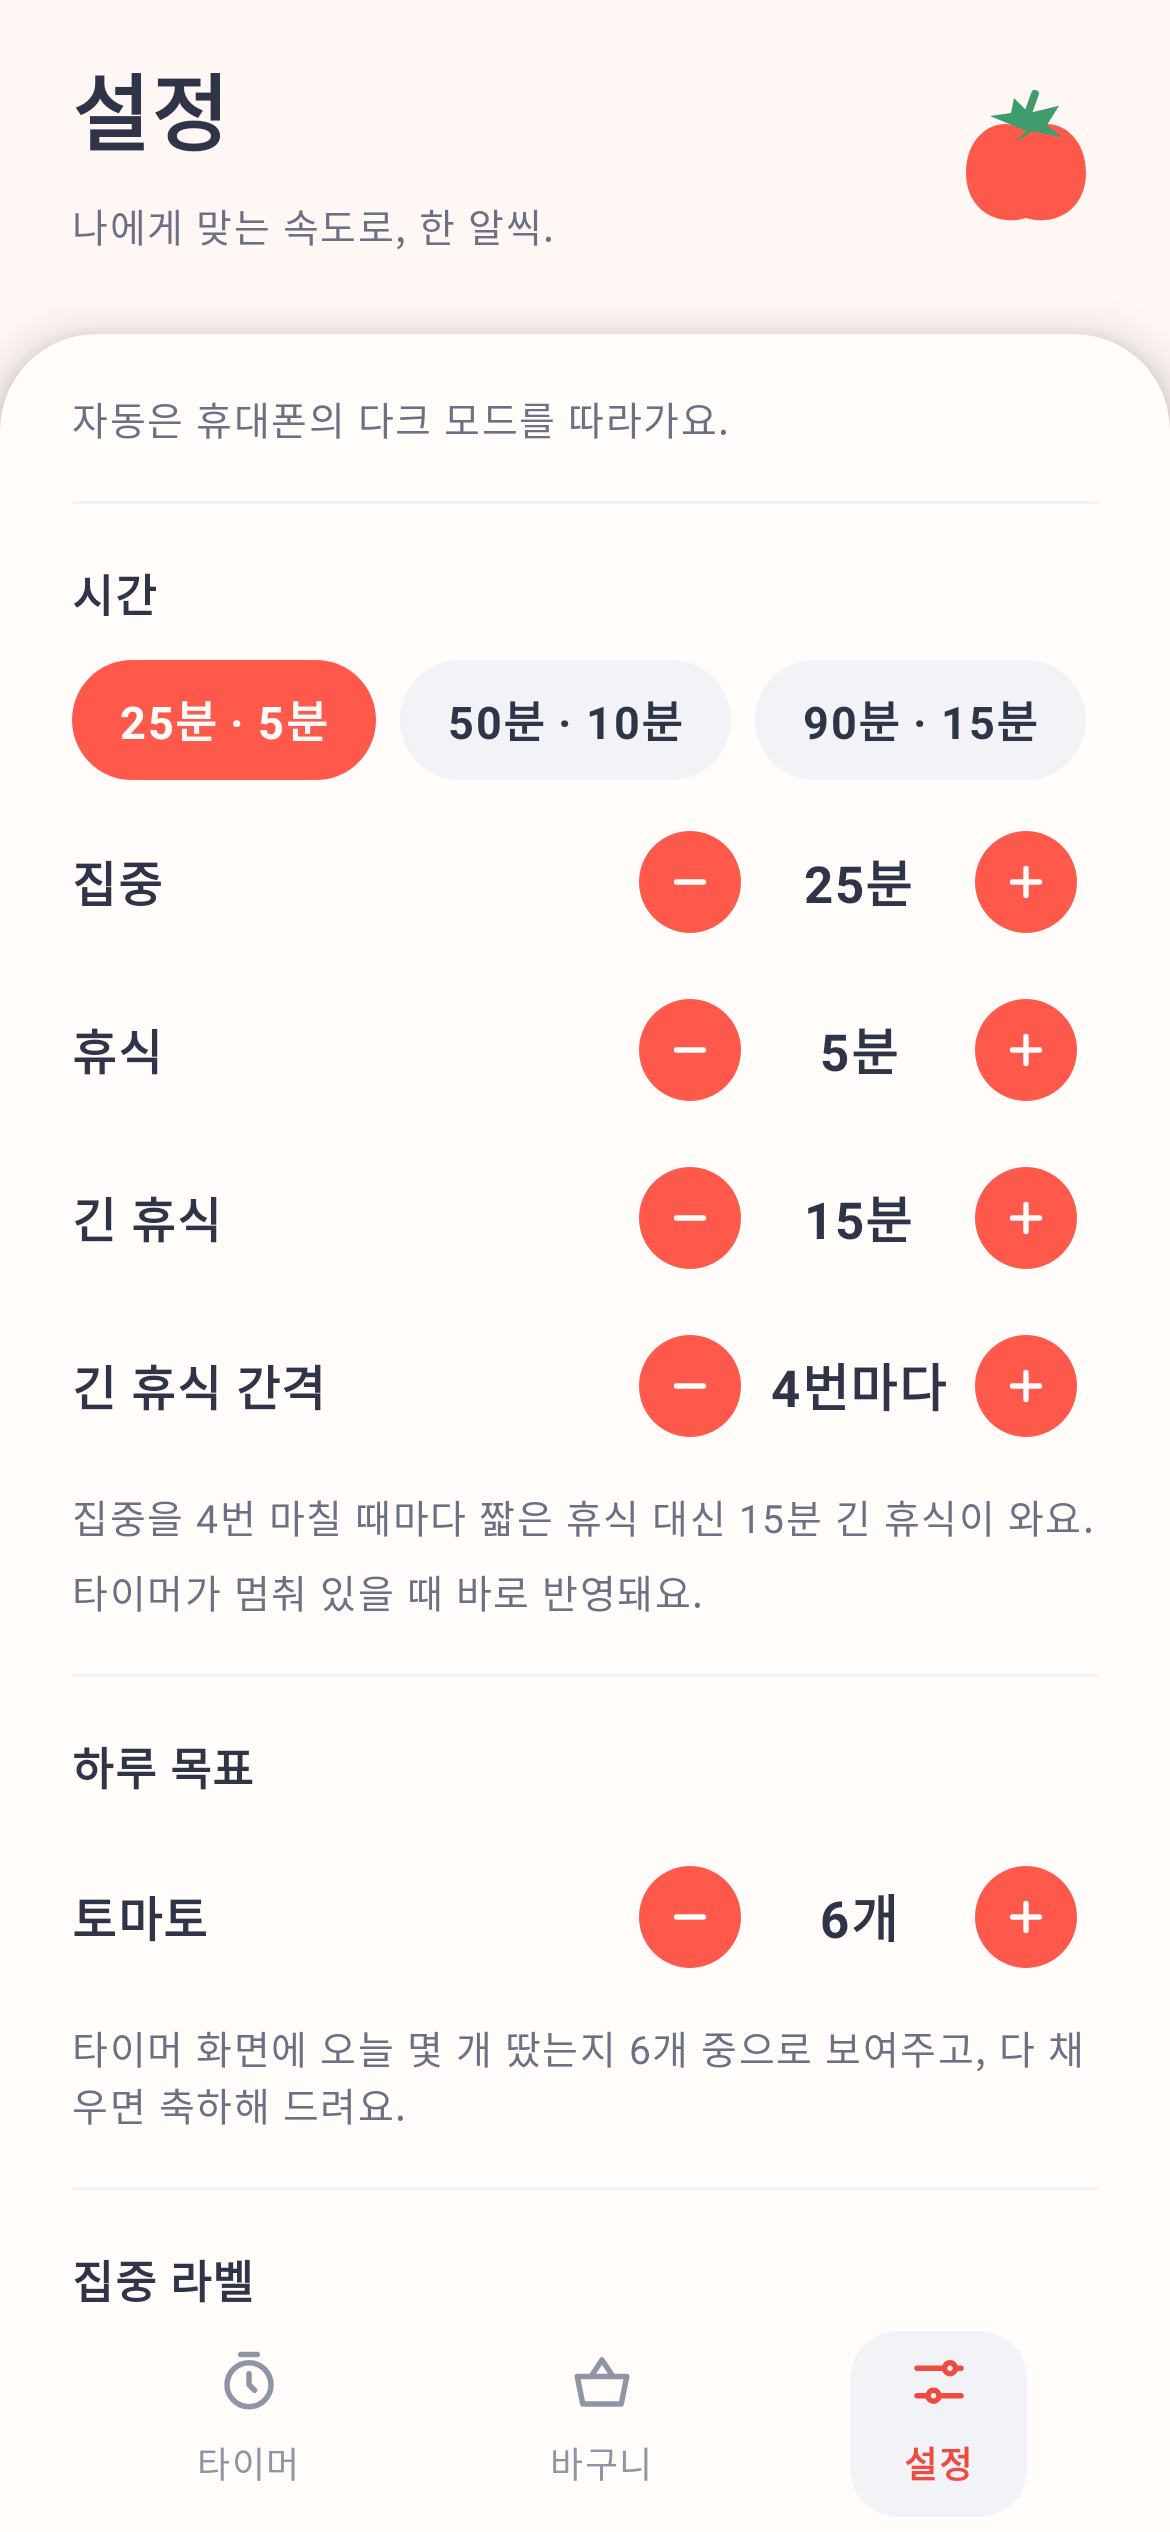 설정
나에게 맞는 속도로, 한 알씩.
자동은 휴대폰의 다크 모드를 따라가요.
시간
25분 · 5분
50분 · 10분
90분 · 15분
집중
25분
휴식
5분
긴 휴식
15분
긴 휴식 간격
4번마다
집중을 4번 마칠 때마다 짧은 휴식 대신 15분 긴 휴식이 와요.
타이머가 멈춰 있을 때 바로 반영돼요.
하루 목표
토마토
6개
타이머 화면에 오늘 몇 개 땄는지 6개 중으로 보여주고, 다 채
우면 축하해 드려요.
집중 라벨
타이머
바구니
설정